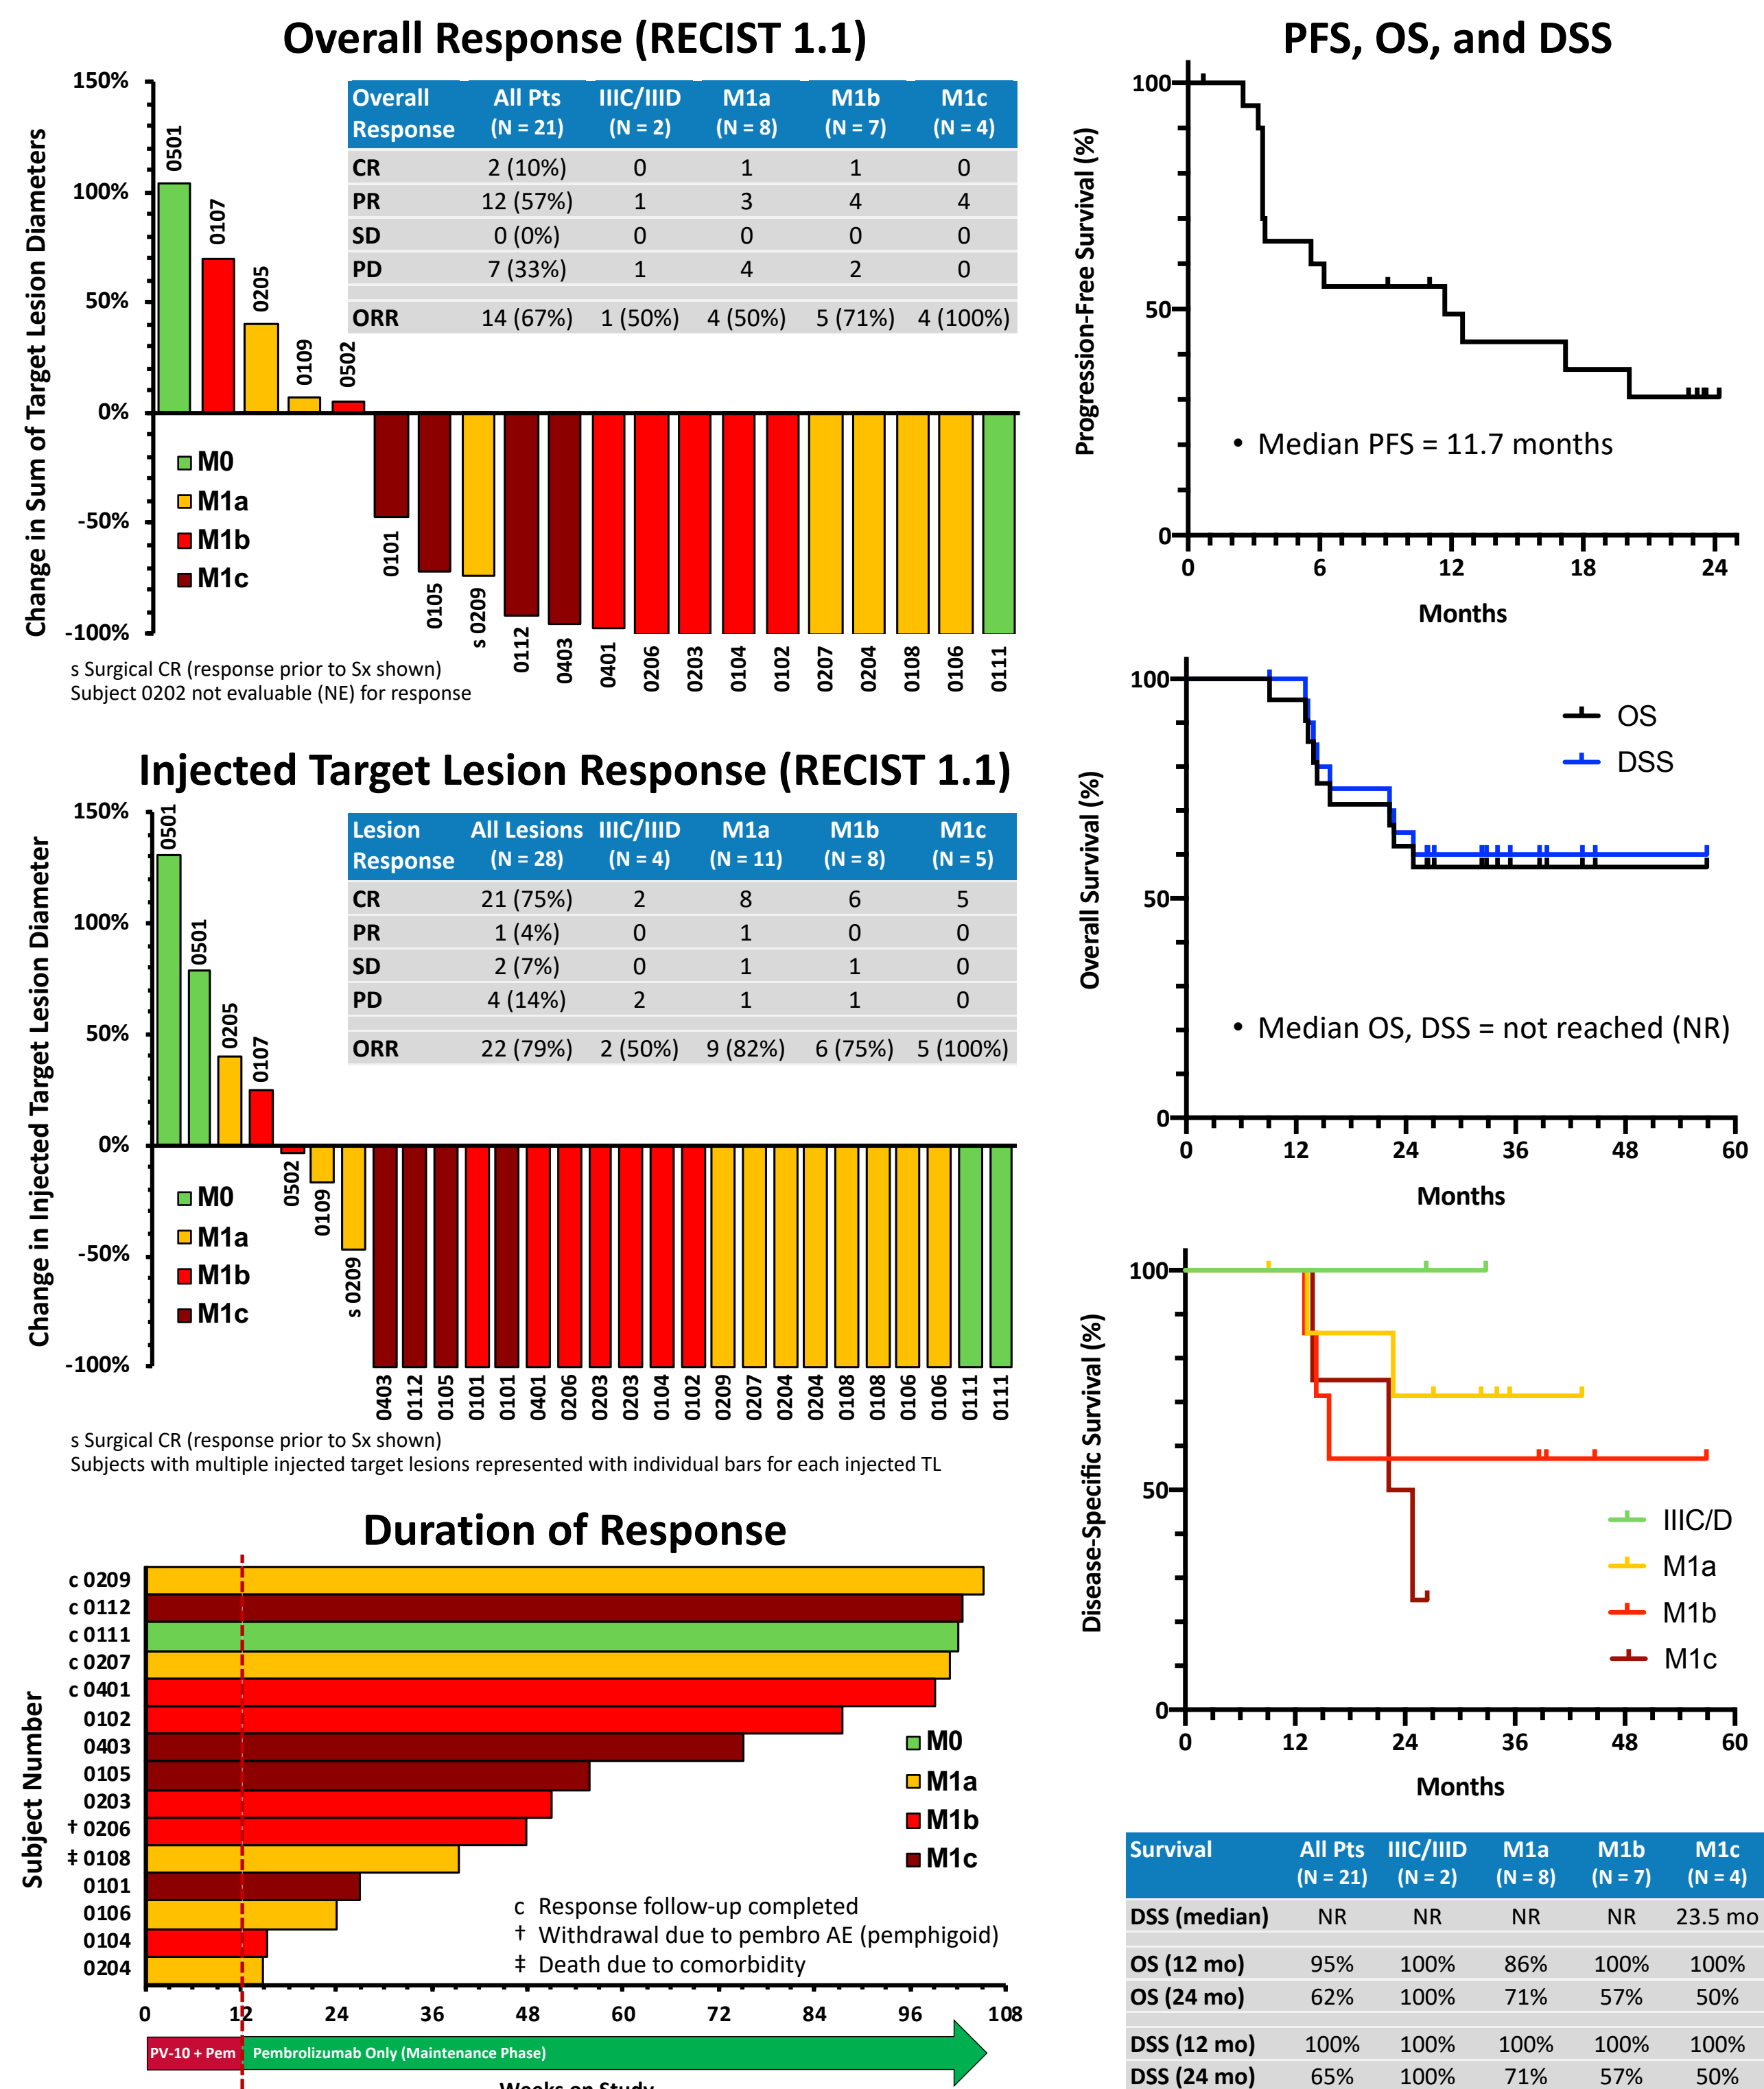 Overall Response (RECIST 1.1)
Change in Sum of Target Lesion Diameters
150%
100%
50%
0%
-50%
-100%
0501
0107
0205
0109
0502
0101
0105
s 0209
0112
0403
0401
0206
0203
0104
0102
0207
0204
0108
0106
0111
Overall Response All Pts (N = 21) IIIC/IIID (N = 2) M1a (N = 8) M1b (N = 7) M1c (N = 4)
CR 2 (10%) 0 1 1 0
PR 12 (57%) 1 3 4 4
SD 0 (0%) 0 0 0 0
PD 7 (33%) 1 4 2 0
ORR 14 (67%) 1 (50%) 4 (50%) 5 (71%) 4 (100%)
M0
M1a
M1b
M1c
s Surgical CR (response prior to Sx shown)
Subject 0202 not evaluable (NE) for response
Injected Target Lesion Response (RECIST 1.1)
Change in Injected Target Lesion Diameter
150%
100%
50%
0%
-50%
-100%
0501
0501
0205
0107
0502
0109
s 0209
0403
0112
0105
0101
0101
0401
0206
0203
0203
0104
0102
0209
0207
0204
0204
0108
0108
0106
0106
0111
0111
Lesion Response All Lesions (N = 28) IIIC/IIID (N = 4) M1a (N = 11) M1b (N = 8) M1c (N = 5)
CR 21 (75%) 2 8 6 5
PR 1 (4%) 0 1 0 0
SD 2 (7%) 0 1 1 0
PD 4 (14%) 2 1 1 0
ORR 22 (79%) 2 (50%) 9 (82%) 6 (75%) 5 (100%)
M0
M1a
M1b
M1c
s Surgical CR (response prior to Sx shown)
Subjects with multiple injected target lesions represented with individual bars for each injected TL
Duration of Response
Subject Number
c 0209
c 0112
c 0111
c 0207
c 0401
0102
0403
0105
0203
† 0206
‡ 0108
0101
0106
0104
0204
M0
M1a
M1b
M1c
c Response follow-up completed
† Withdrawal due to pembro AE (pemphigoid)
‡ Death due to comorbidity
0 12 24 36 48 60 72 84 96 108
PV-10 + Pem Pembrolizumab Only (Maintenance Phase)
Weeks on Study
PFS, OS, and DSS
Progression-Free Survival (%)
100
50
0
• Median PFS = 11.7 months
0 6 12 18 24
Months
Overall Survival (%)
100
50
0
OS
DSS
• Median OS, DSS = not reached (NR)
0 12 24 36 48 60
Months
Disease-Specific Survival (%)
100
50
0
IIIC/D
M1a
M1b
M1c
0 12 24 36 48 60
Months
Survival All Pts (N = 21) IIIC/IIID (N = 2) M1a (N = 8) M1b (N = 7) M1c (N = 4)
DSS (median) NR NR NR NR 23.5 mo
OS (12 mo) 95% 100% 86% 100% 100%
OS (24 mo) 62% 100% 71% 57% 50%
DSS (12 mo) 100% 100% 100% 100% 100%
DSS (24 mo) 65% 100% 71% 57% 50%